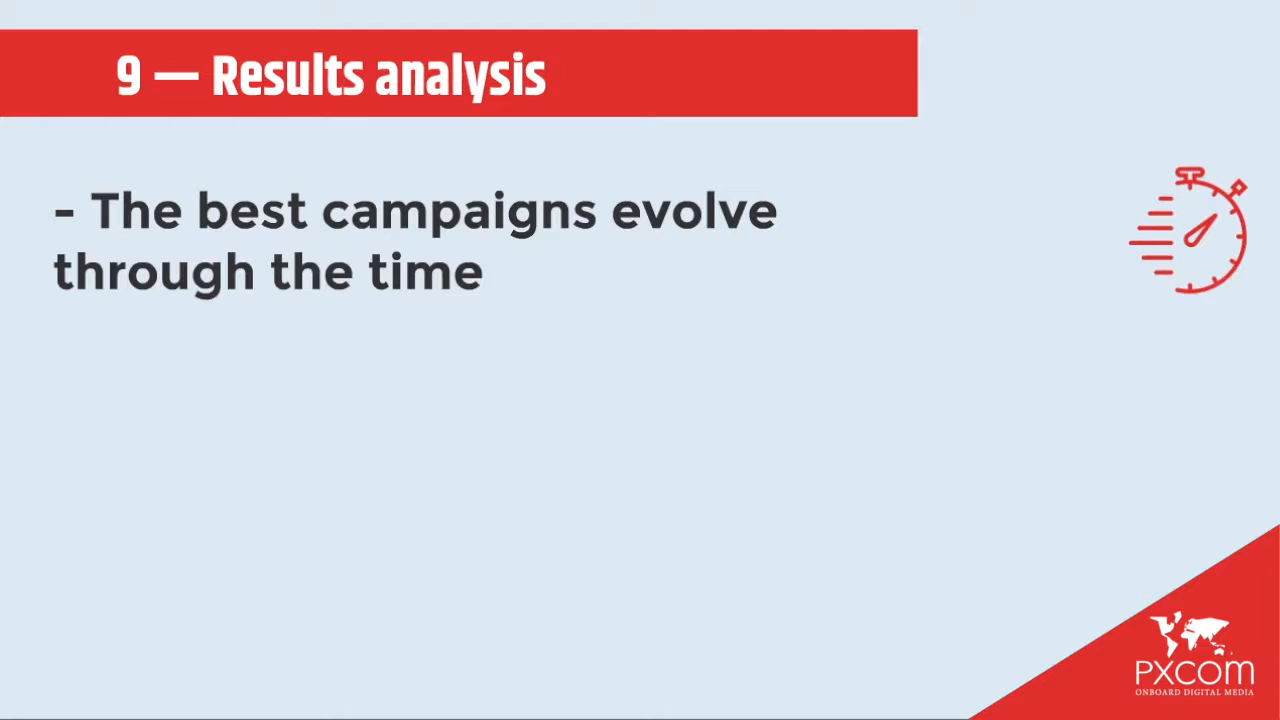 9 — Results analysis
- The best campaigns evolve
through the time
PXCOM
ONBOARD DIGITAL MEDIA